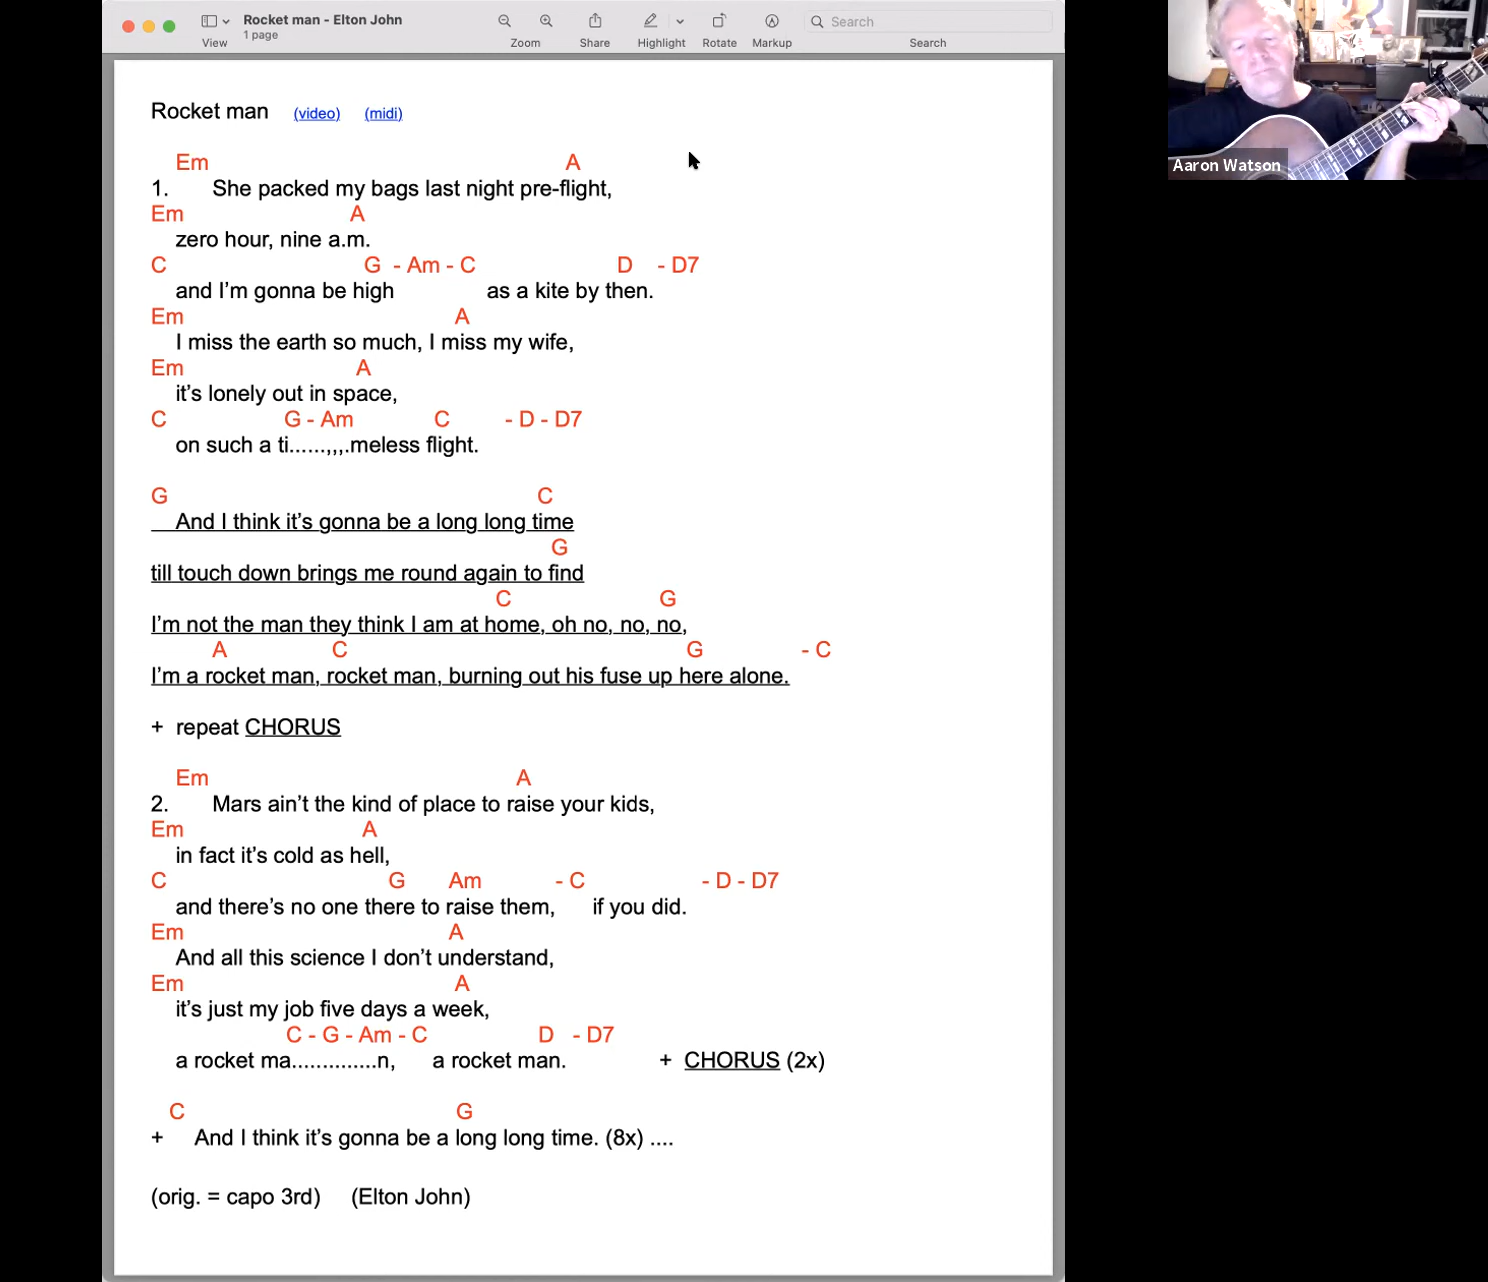 Rocket man - Elton John
1 page
View
Zoom
Share
Highlight
Rotate
Markup
Search
Search
Rocket man (video) (midi)
Em A
1. She packed my bags last night pre-flight,
Em A
zero hour, nine a.m.
C G - Am - C D - D7
and I'm gonna be high as a kite by then.
Em A
I miss the earth so much, I miss my wife,
Em A
it's lonely out in space,
C G - Am C - D - D7
on such a ti......,,,.meless flight.
G C
And I think it's gonna be a long long time
G
till touch down brings me round again to find
C G
I'm not the man they think I am at home, oh no, no, no,
A C G - C
I'm a rocket man, rocket man, burning out his fuse up here alone.
+ repeat CHORUS
Em A
2. Mars ain't the kind of place to raise your kids,
Em A
in fact it's cold as hell,
C G Am - C - D - D7
and there's no one there to raise them, if you did.
Em A
And all this science I don't understand,
Em A
it's just my job five days a week,
C - G - Am - C D - D7
a rocket ma..............n, a rocket man. + CHORUS (2x)
C G
+ And I think it's gonna be a long long time. (8x) ....
(orig. = capo 3rd) (Elton John)
Aaron Watson